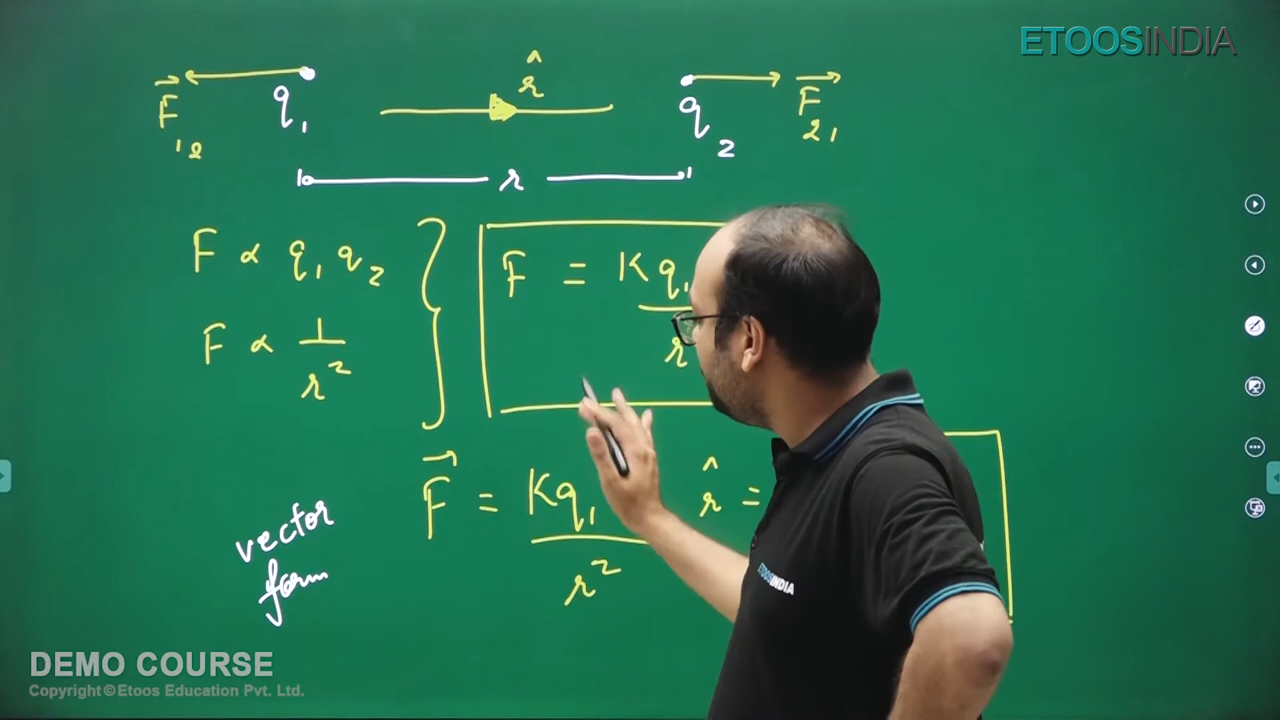 ETOOSINDIA
r̂
F⃗₁₂ q₁ q₂ F⃗₂₁
r
F ∝ q₁ q₂
F = Kq₁
r
F ∝ 1/r²
F⃗ = Kq₁ r̂ =
r²
vector
form
ETOOSINDIA
DEMO COURSE
Copyright © Etoos Education Pvt. Ltd.